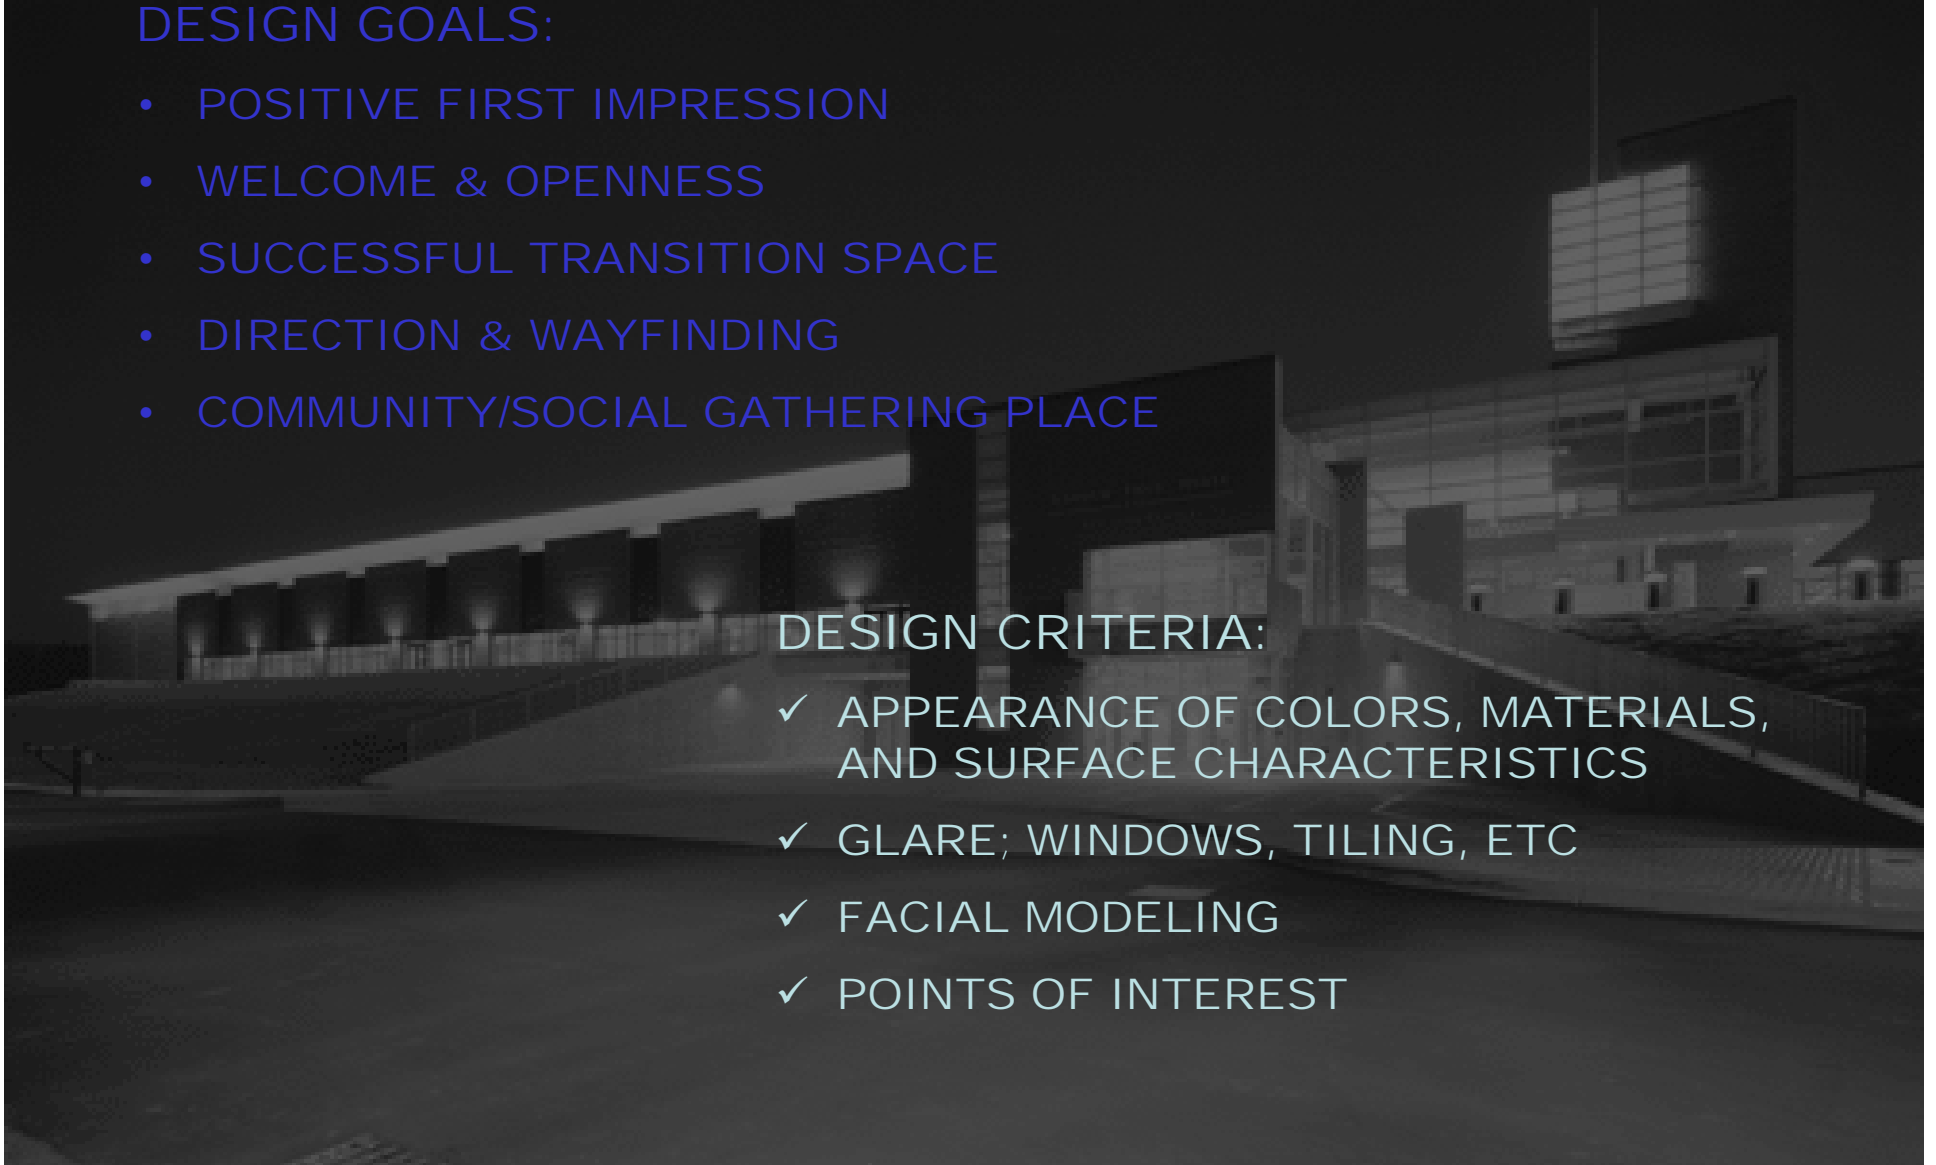 DESIGN GOALS:
• POSITIVE FIRST IMPRESSION
• WELCOME & OPENNESS
• SUCCESSFUL TRANSITION SPACE
• DIRECTION & WAYFINDING
• COMMUNITY/SOCIAL GATHERING PLACE
DESIGN CRITERIA:
✓ APPEARANCE OF COLORS, MATERIALS,
AND SURFACE CHARACTERISTICS
✓ GLARE; WINDOWS, TILING, ETC
✓ FACIAL MODELING
✓ POINTS OF INTEREST